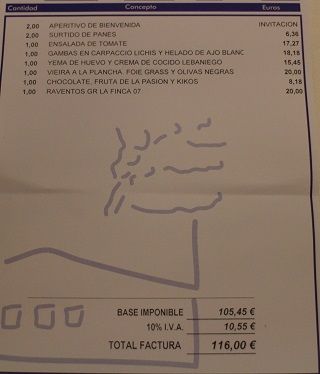 Cantidad Concepto Euros
2,00 APERITIVO DE BIENVENIDA INVITACION
2,00 SURTIDO DE PANES 6,36
1,00 ENSALADA DE TOMATE 17,27
1,00 GAMBAS EN CARPACCIO LICHIS Y HELADO DE AJO BLANC 18,18
1,00 YEMA DE HUEVO Y CREMA DE COCIDO LEBANIEGO 15,45
1,00 VIEIRA A LA PLANCHA FOIE GRASS Y OLIVAS NEGRAS 20,00
1,00 CHOCOLATE, FRUTA DE LA PASION Y KIKOS 8,18
1,00 RAVENTOS GR LA FINCA 07 20,00
BASE IMPONIBLE 105,45 €
10% I.V.A. 10,55 €
TOTAL FACTURA 116,00 €